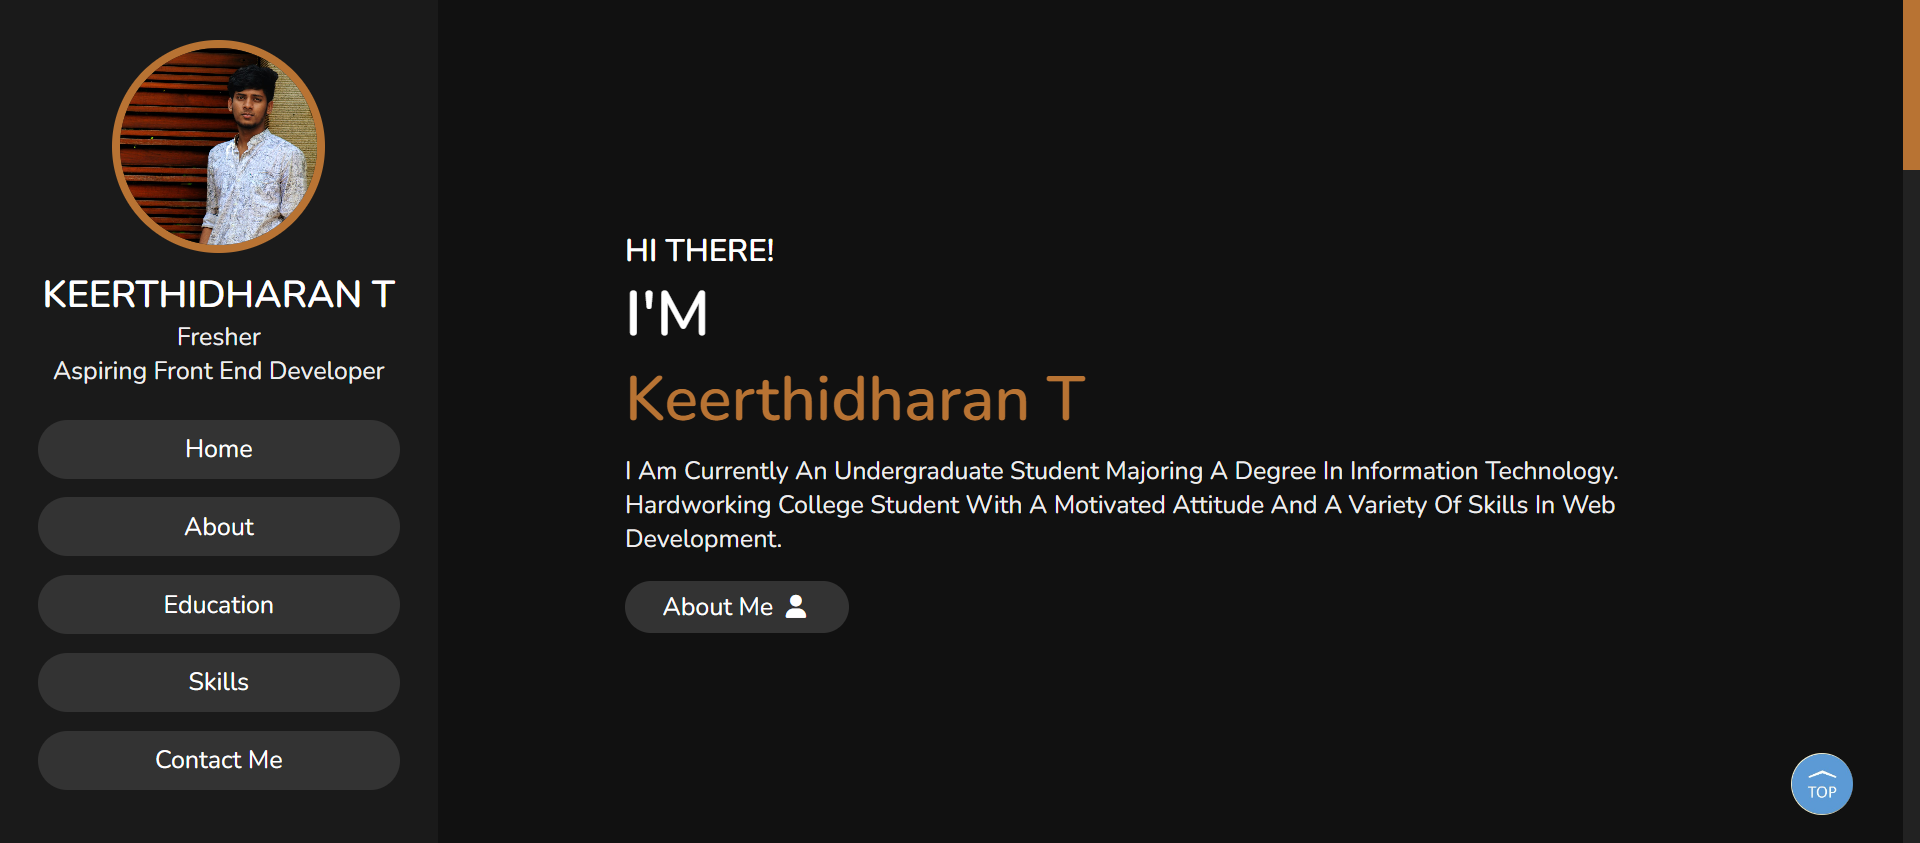 KEERTHIDHARAN T
Fresher
Aspiring Front End Developer
Home
About
Education
Skills
Contact Me
HI THERE!
I'M
Keerthidharan T
I Am Currently An Undergraduate Student Majoring A Degree In Information Technology.
Hardworking College Student With A Motivated Attitude And A Variety Of Skills In Web
Development.
About Me
TOP